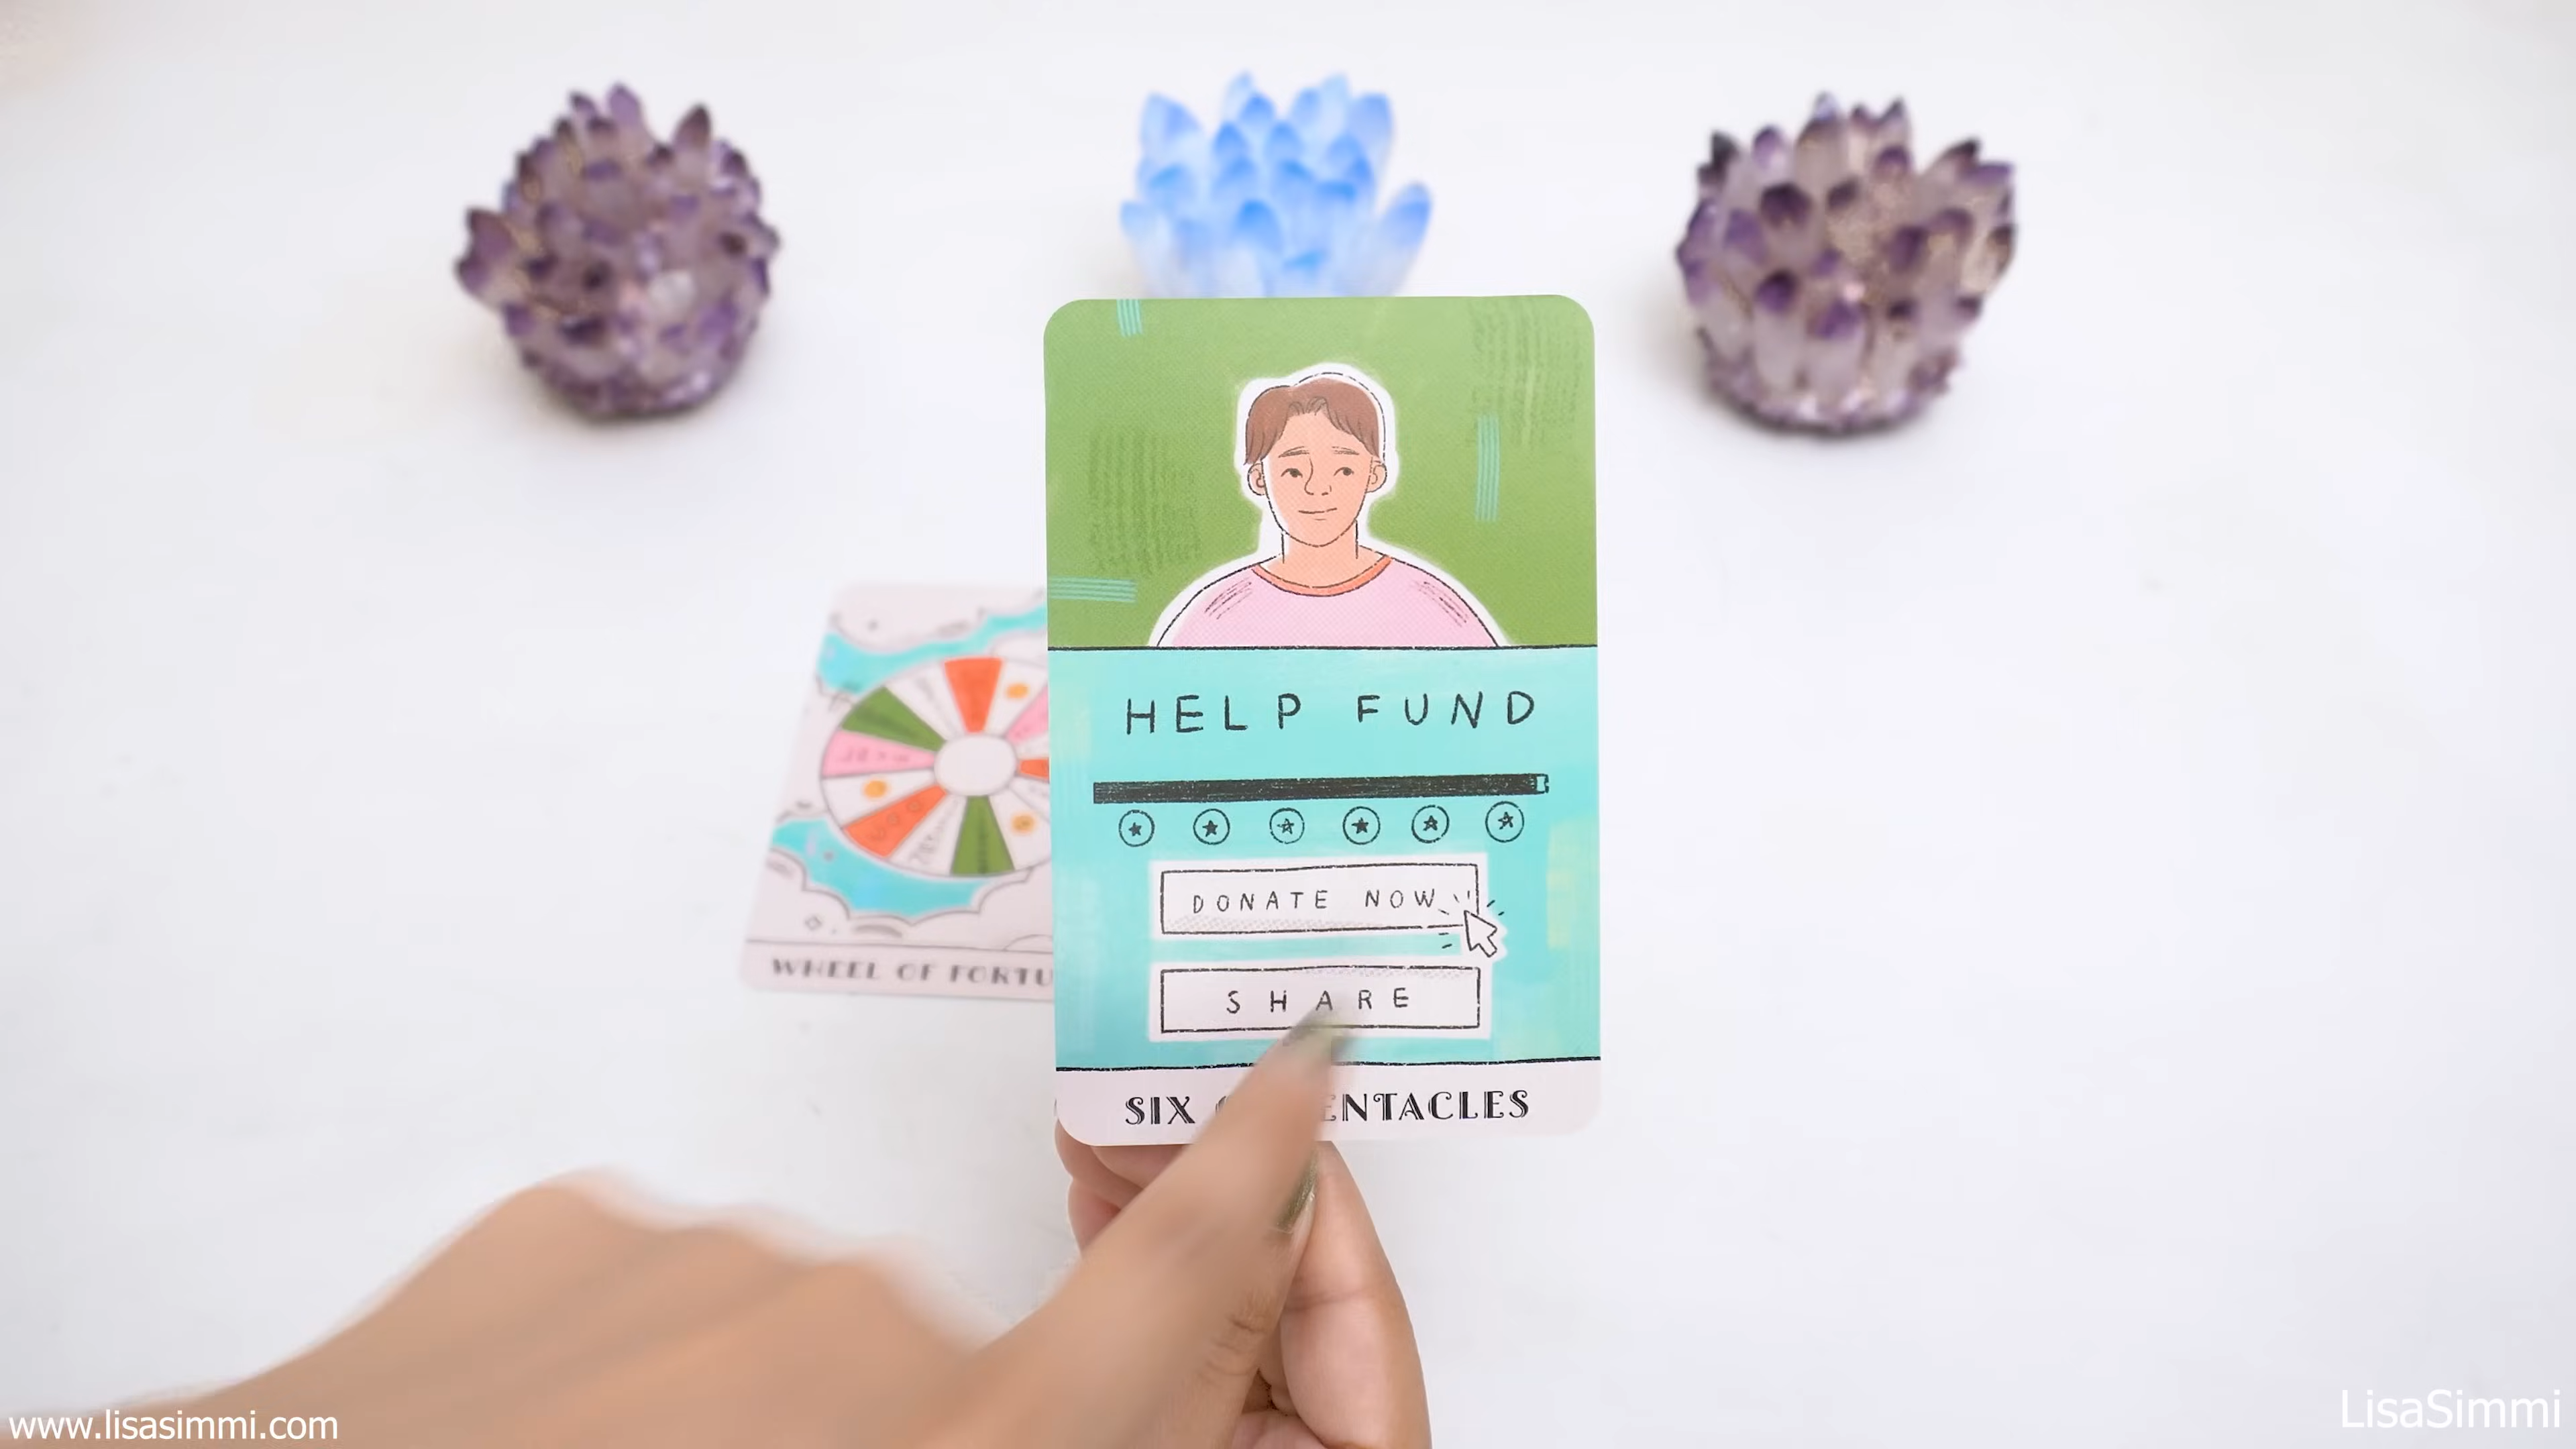 HELP FUND
DONATE NOW
SHARE
SIX ENTACLES
WHEEL OF FORTU
www.lisasimmi.com
LisaSimmi